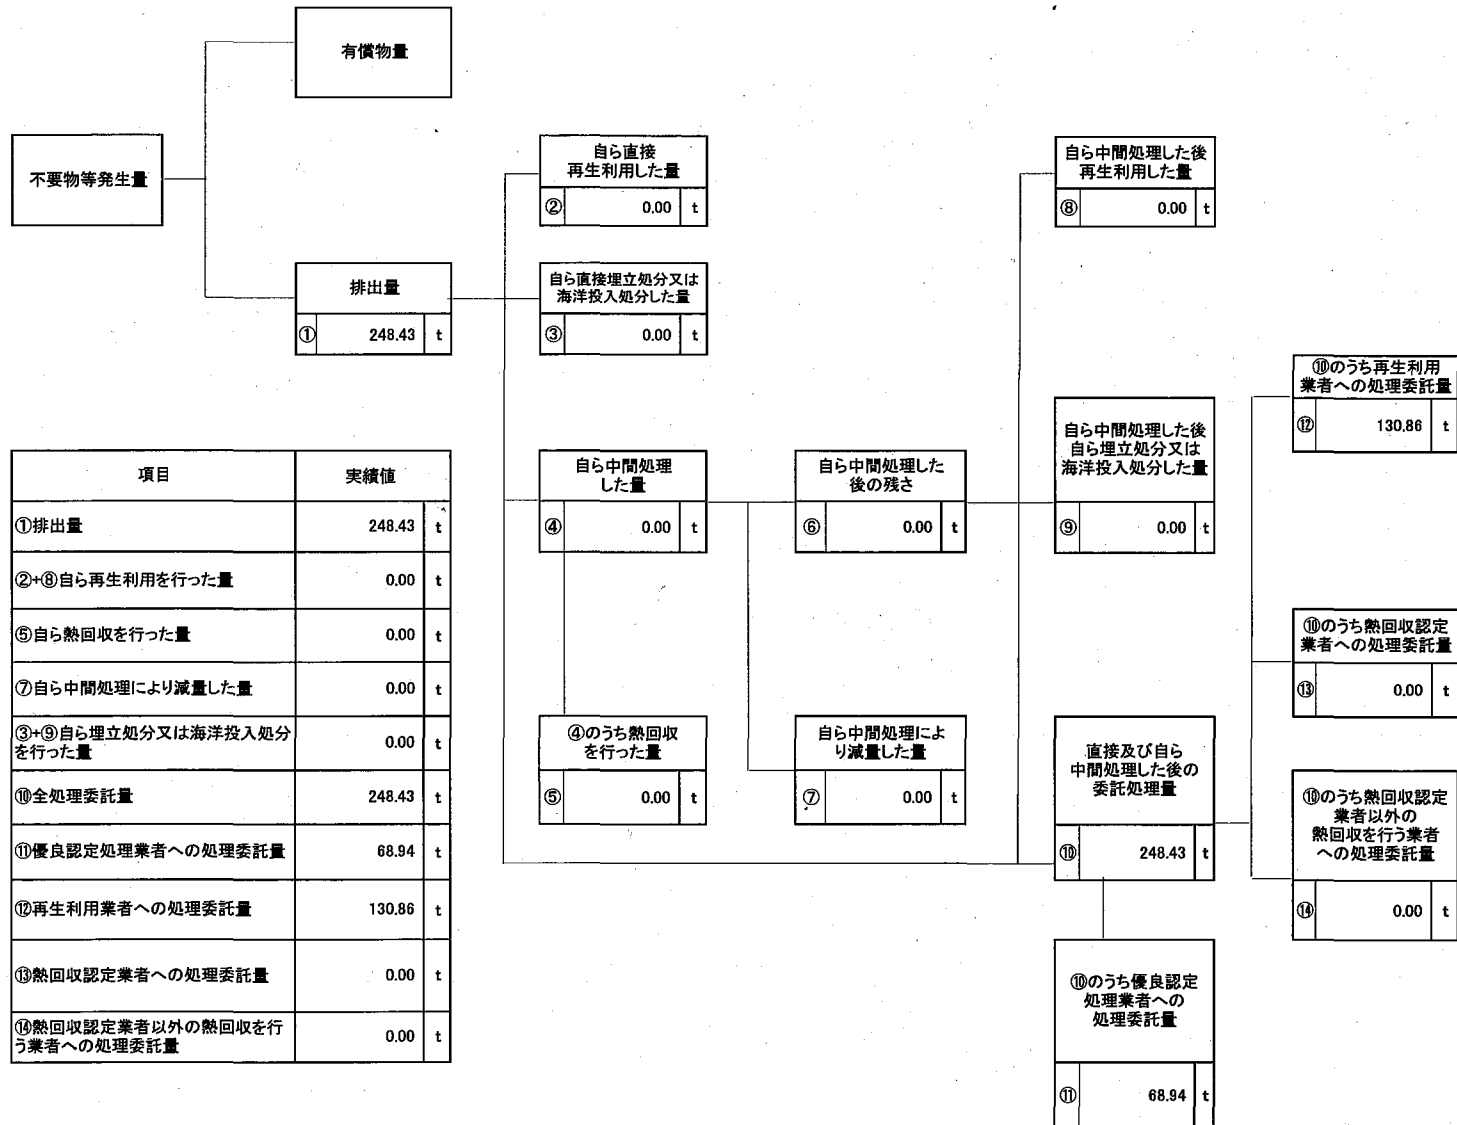 有償物量
不要物等発生量
排出量
① 248.43 t
自ら直接
再生利用した量
② 0.00 t
自ら直接埋立処分又は
海洋投入処分した量
③ 0.00 t
自ら中間処理
した量
④ 0.00 t
④のうち熱回収
を行った量
⑤ 0.00 t
自ら中間処理した
後の残さ
⑥ 0.00 t
自ら中間処理によ
り減量した量
⑦ 0.00 t
自ら中間処理した後
再生利用した量
⑧ 0.00 t
自ら中間処理した後
自ら埋立処分又は
海洋投入処分した量
⑨ 0.00 t
直接及び自ら
中間処理した後の
委託処理量
⑩ 248.43 t
⑩のうち優良認定
処理業者への
処理委託量
⑪ 68.94 t
⑩のうち再生利用
業者への処理委託量
⑫ 130.86 t
⑩のうち熱回収認定
業者への処理委託量
⑬ 0.00 t
⑩のうち熱回収認定
業者以外の
熱回収を行う業者
への処理委託量
⑭ 0.00 t
項目 実績値
①排出量 248.43 t
②+⑧自ら再生利用を行った量 0.00 t
⑤自ら熱回収を行った量 0.00 t
⑦自ら中間処理により減量した量 0.00 t
③+⑨自ら埋立処分又は海洋投入処分
を行った量 0.00 t
⑩全処理委託量 248.43 t
⑪優良認定処理業者への処理委託量 68.94 t
⑫再生利用業者への処理委託量 130.86 t
⑬熱回収認定業者への処理委託量 0.00 t
⑭熱回収認定業者以外の熱回収を行
う業者への処理委託量 0.00 t